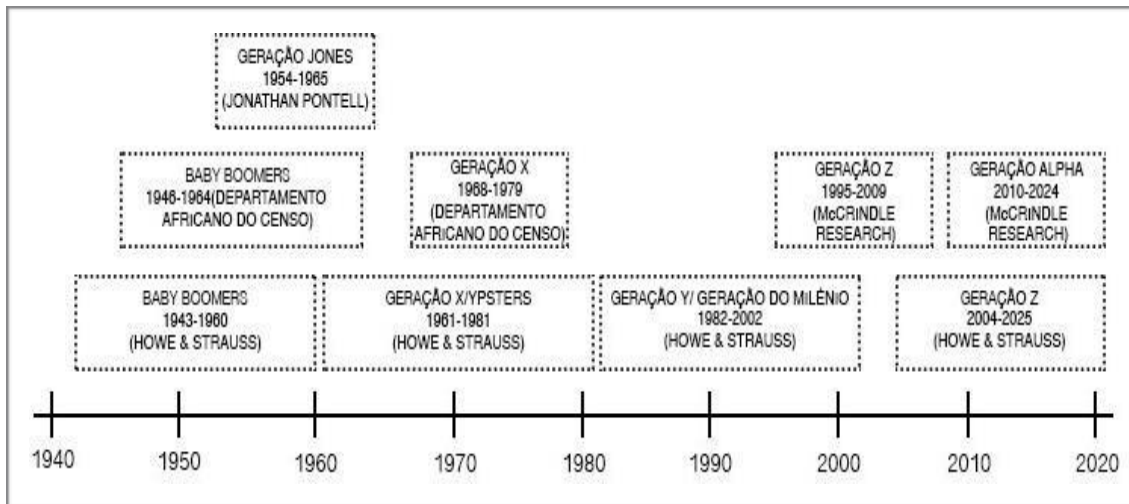 GERAÇÃO JONES
1954-1965
(JONATHAN PONTELL)
BABY BOOMERS
1946-1964(DEPARTAMENTO
AFRICANO DO CENSO)
GERAÇÃO X
1968-1979
(DEPARTAMENTO
AFRICANO DO CENSO)
GERAÇÃO Z
1995-2009
(McCRINDLE
RESEARCH)
GERAÇÃO ALPHA
2010-2024
(McCRINDLE
RESEARCH)
BABY BOOMERS
1943-1960
(HOWE & STRAUSS)
GERAÇÃO X/YPSTERS
1961-1981
(HOWE & STRAUSS)
GERAÇÃO Y/ GERAÇÃO DO MILÉNIO
1982-2002
(HOWE & STRAUSS)
GERAÇÃO Z
2004-2025
(HOWE & STRAUSS)
1940 1950 1960 1970 1980 1990 2000 2010 2020